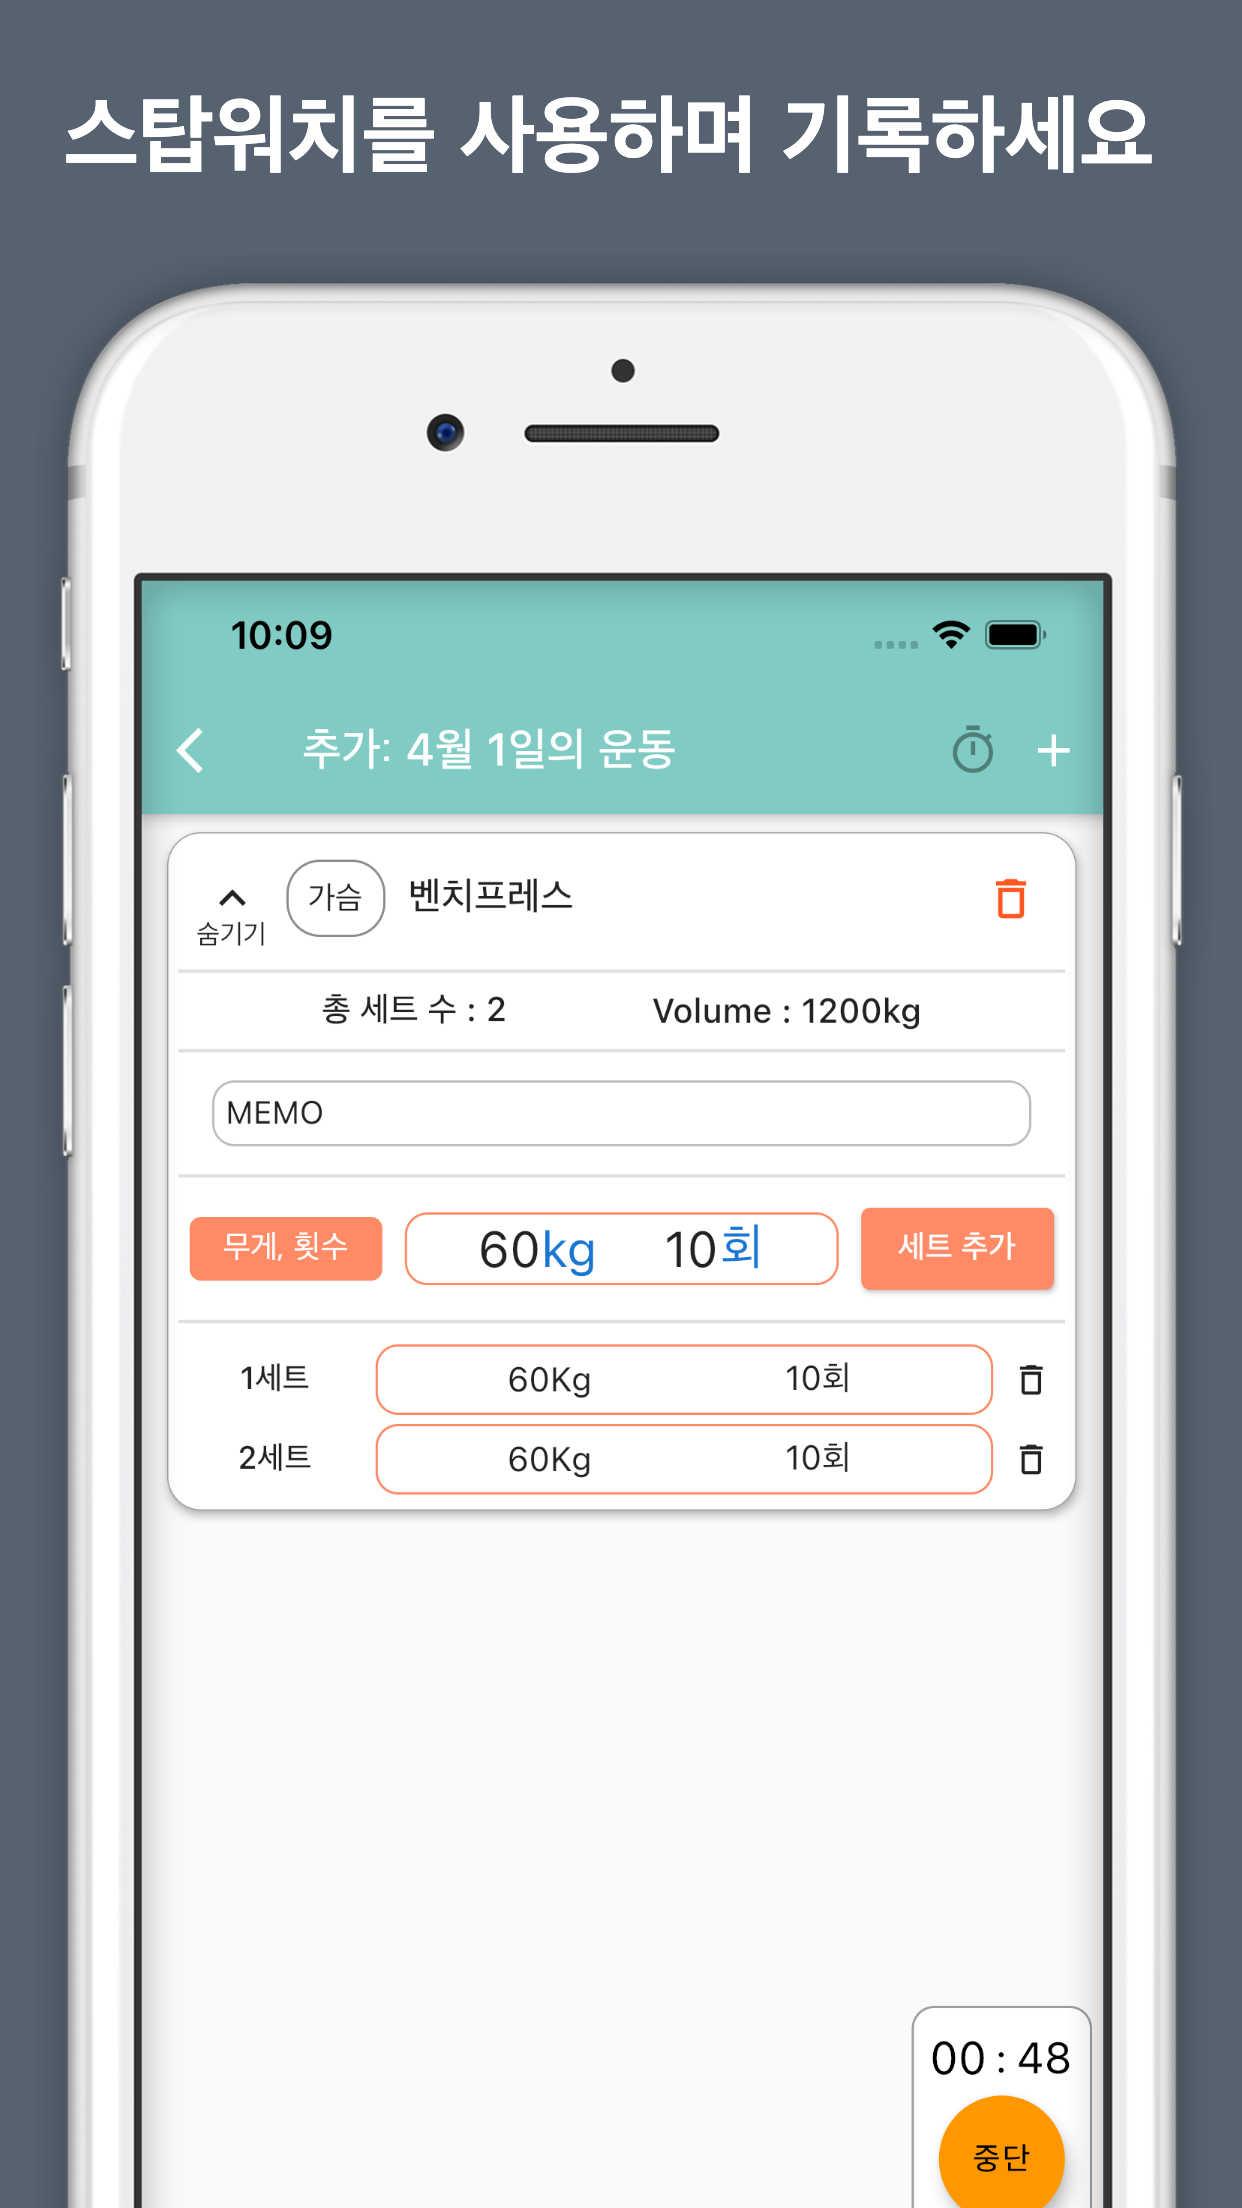 스탑워치를 사용하며 기록하세요
10:09
추가: 4월 1일의 운동
숨기기
가슴
벤치프레스
총 세트 수 : 2
Volume : 1200kg
MEMO
무게, 횟수
60kg 10회
세트 추가
1세트 60Kg 10회
2세트 60Kg 10회
00 : 48
중단